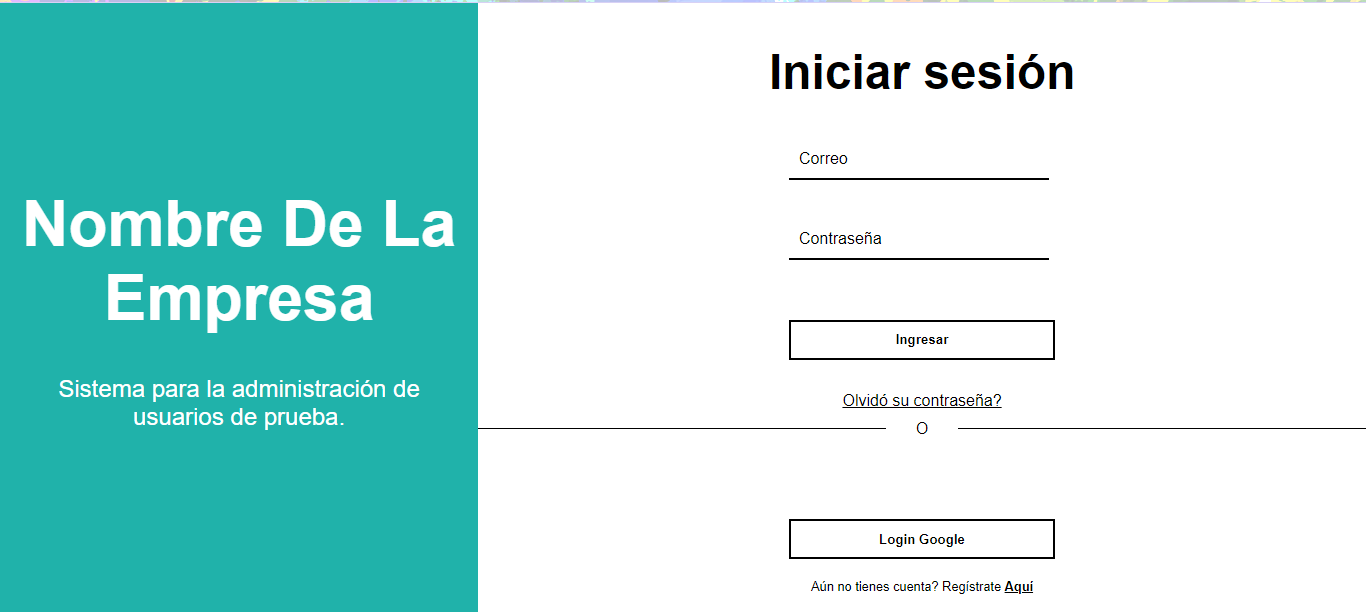 Nombre De La
Empresa
Sistema para la administración de
usuarios de prueba.
Iniciar sesión
Correo
Contraseña
Ingresar
Olvidó su contraseña?
O
Login Google
Aún no tienes cuenta? Regístrate Aquí